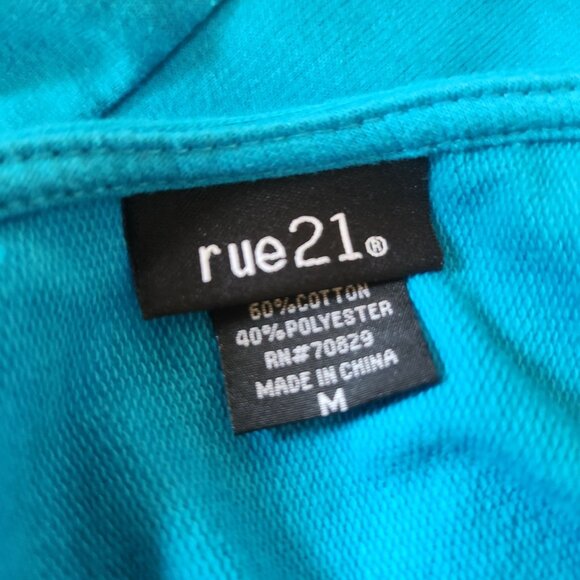 rue21®
60%COTTON
40%POLYESTER
RN#70829
MADE IN CHINA
M